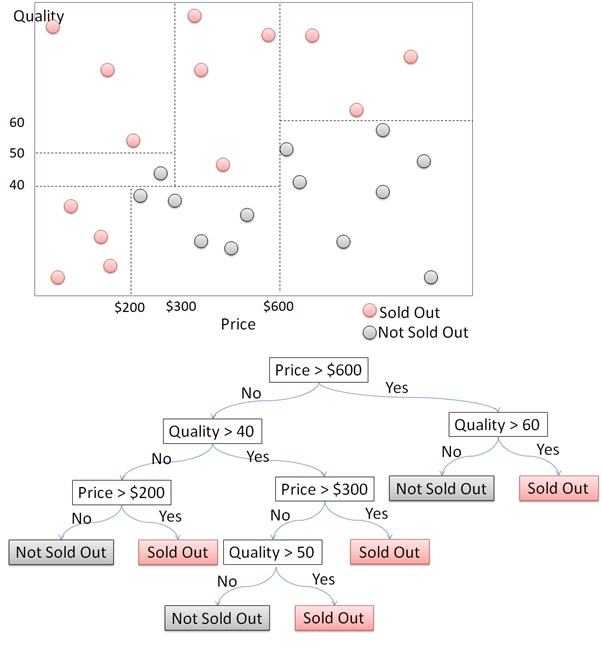 Quality
60
50
40
$200 $300 $600
Price
Sold Out
Not Sold Out
Price > $600
No Yes
Quality > 40 Quality > 60
No Yes No Yes
Price > $200 Price > $300 Not Sold Out Sold Out
No Yes No Yes
Not Sold Out Sold Out Quality > 50 Sold Out
No Yes
Not Sold Out Sold Out